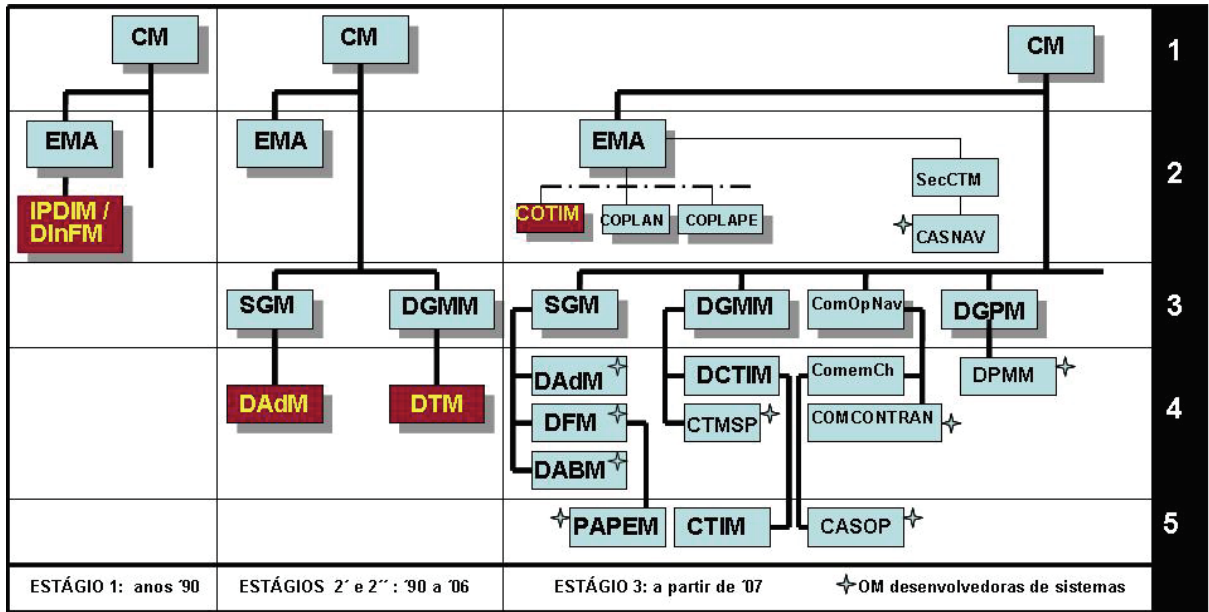 CM
CM
CM
1
EMA
EMA
EMA
2
IPDIM /
DInFM
SecCTM
COTIM
COPLAN
COPLAPE
CASNAV
SGM
DGMM
SGM
DGMM
ComOpNav
DGPM
3
DAdM
DTM
DAdM
DCTIM
ComemCh
DPMM
4
DFM
CTMSP
COMCONTRAN
DABM
PAPEM
CTIM
CASOP
5
ESTÁGIO 1: anos ´90
ESTÁGIOS 2´ e 2´´ : ´90 a ´06
ESTÁGIO 3: a partir de ´07
OM desenvolvedoras de sistemas